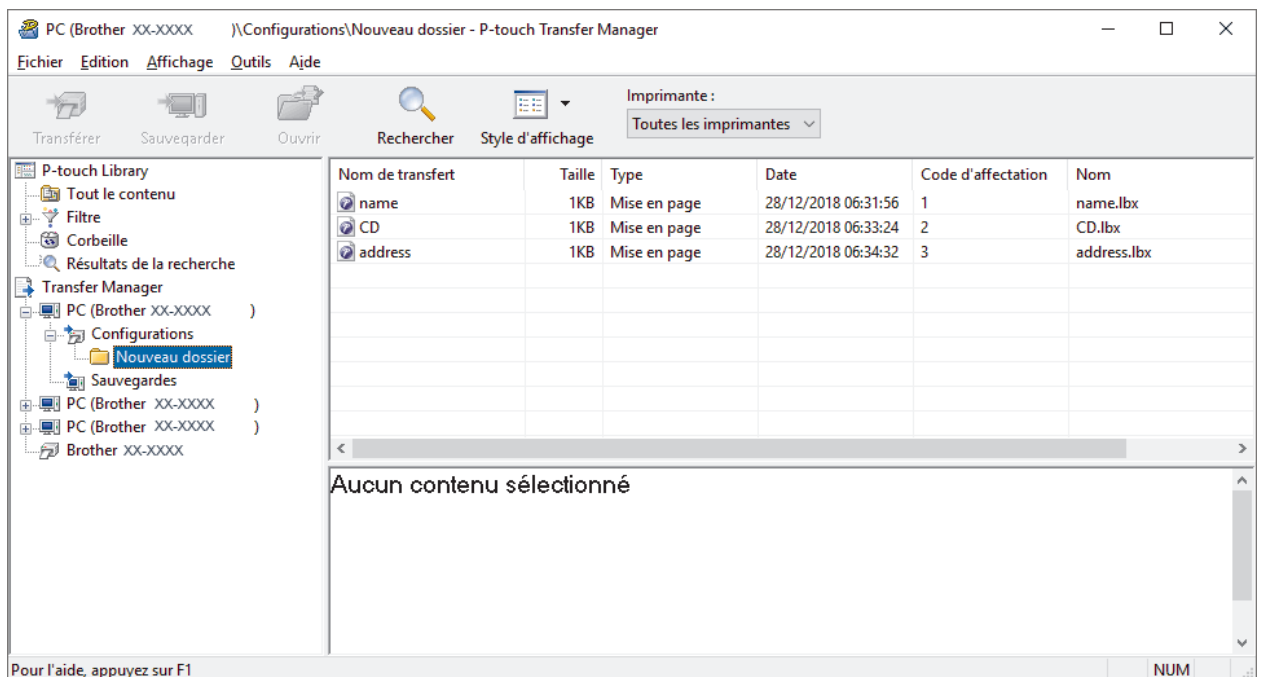 PC (Brother XX-XXXX )\Configurations\Nouveau dossier - P-touch Transfer Manager
Fichier Edition Affichage Outils Aide
Transférer Sauvegarder Ouvrir Rechercher Style d'affichage
Imprimante :
Toutes les imprimantes
P-touch Library
Tout le contenu
Filtre
Corbeille
Résultats de la recherche
Transfer Manager
PC (Brother XX-XXXX )
Configurations
Nouveau dossier
Sauvegardes
PC (Brother XX-XXXX )
PC (Brother XX-XXXX )
Brother XX-XXXX
Nom de transfert Taille Type Date Code d'affectation Nom
name 1KB Mise en page 28/12/2018 06:31:56 1 name.lbx
CD 1KB Mise en page 28/12/2018 06:33:24 2 CD.lbx
address 1KB Mise en page 28/12/2018 06:34:32 3 address.lbx
Aucun contenu sélectionné
Pour l'aide, appuyez sur F1 NUM